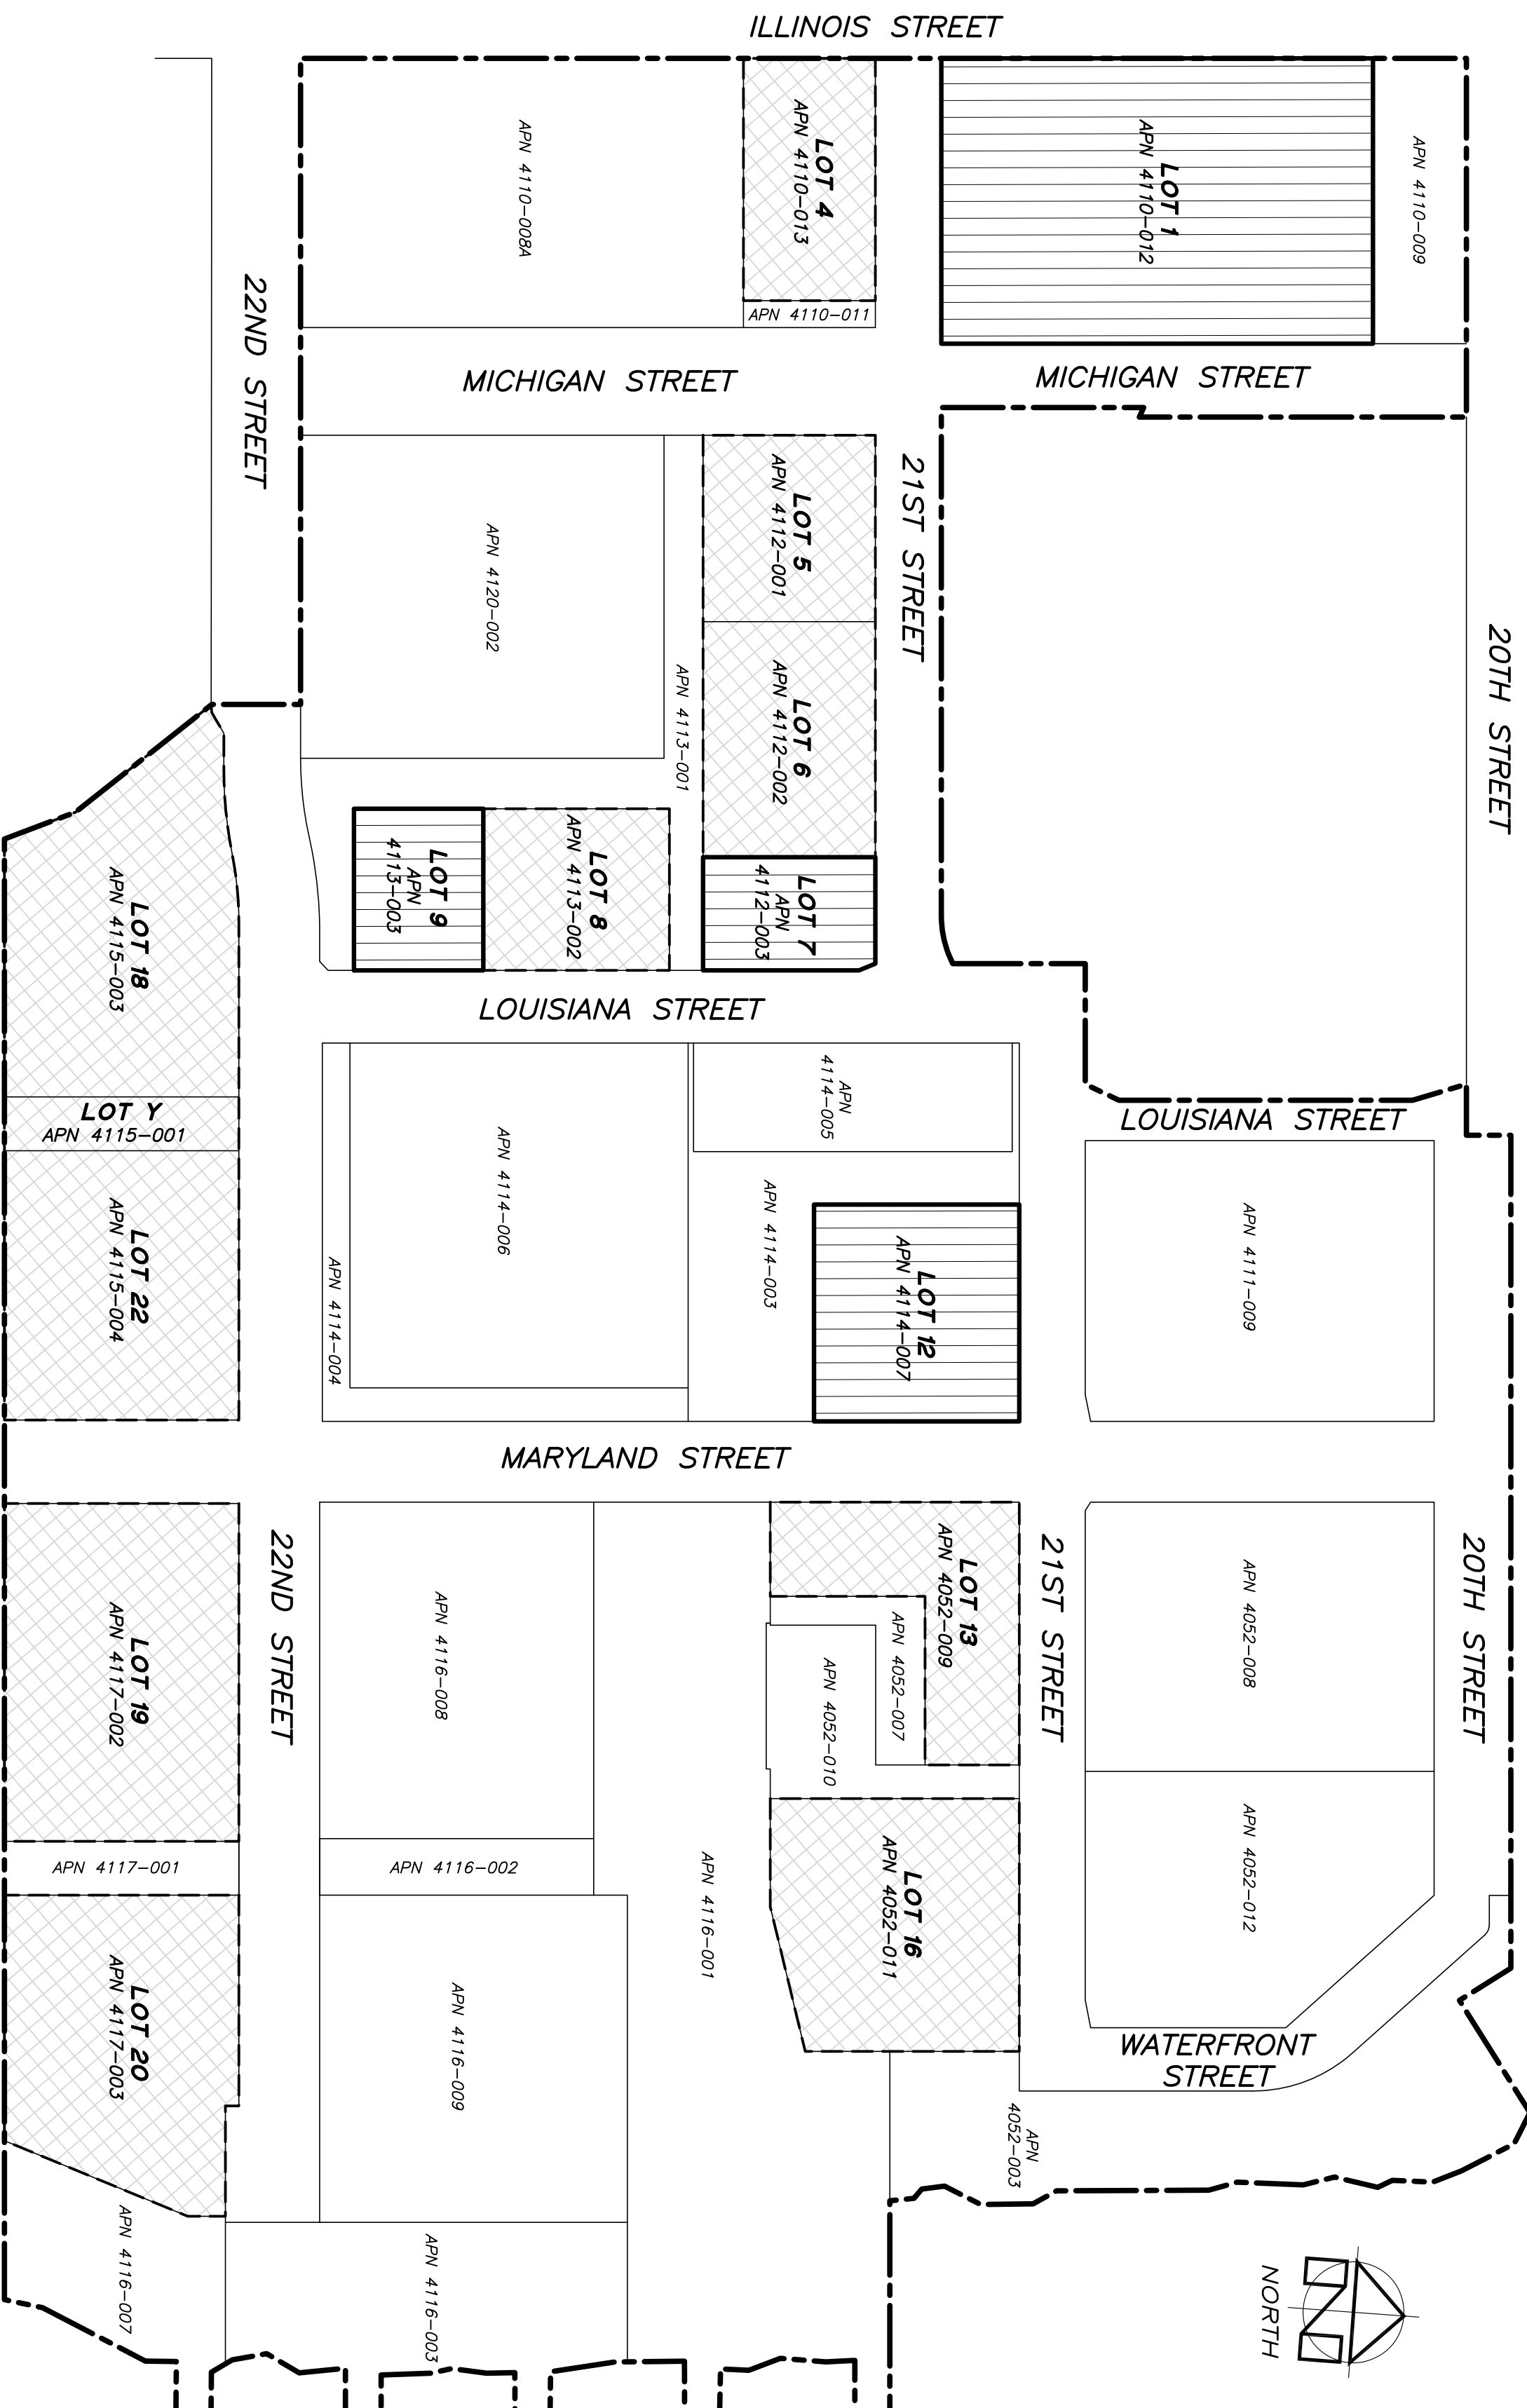 ILLINOIS STREET
LOT 4
APN 4110-013
APN 4110-008A
APN 4110-011
LOT 1
APN 4110-012
APN 4110-009
22ND STREET
MICHIGAN STREET
MICHIGAN STREET
21ST STREET
20TH STREET
LOT 5
APN 4112-001
APN 4120-002
APN 4113-001
LOT 6
APN 4112-002
LOT 7
APN
4112-003
LOT 8
APN 4113-002
LOT 9
APN
4113-003
LOT 18
APN 4115-003
LOUISIANA STREET
LOUISIANA STREET
LOT Y
APN 4115-001
LOT 22
APN 4115-004
APN 4114-004
APN 4114-006
APN
4114-005
APN 4114-003
LOT 12
APN 4114-007
APN 4111-009
MARYLAND STREET
LOT 19
APN 4117-002
22ND STREET
APN 4116-008
LOT 13
APN 4052-009
APN 4052-007
APN 4052-010
21ST STREET
APN 4052-008
20TH STREET
APN 4117-001
APN 4116-002
APN 4116-001
LOT 16
APN 4052-011
APN 4052-012
LOT 20
APN 4117-003
APN 4116-009
WATERFRONT
STREET
APN
4052-003
APN 4116-007
APN 4116-003
NORTH